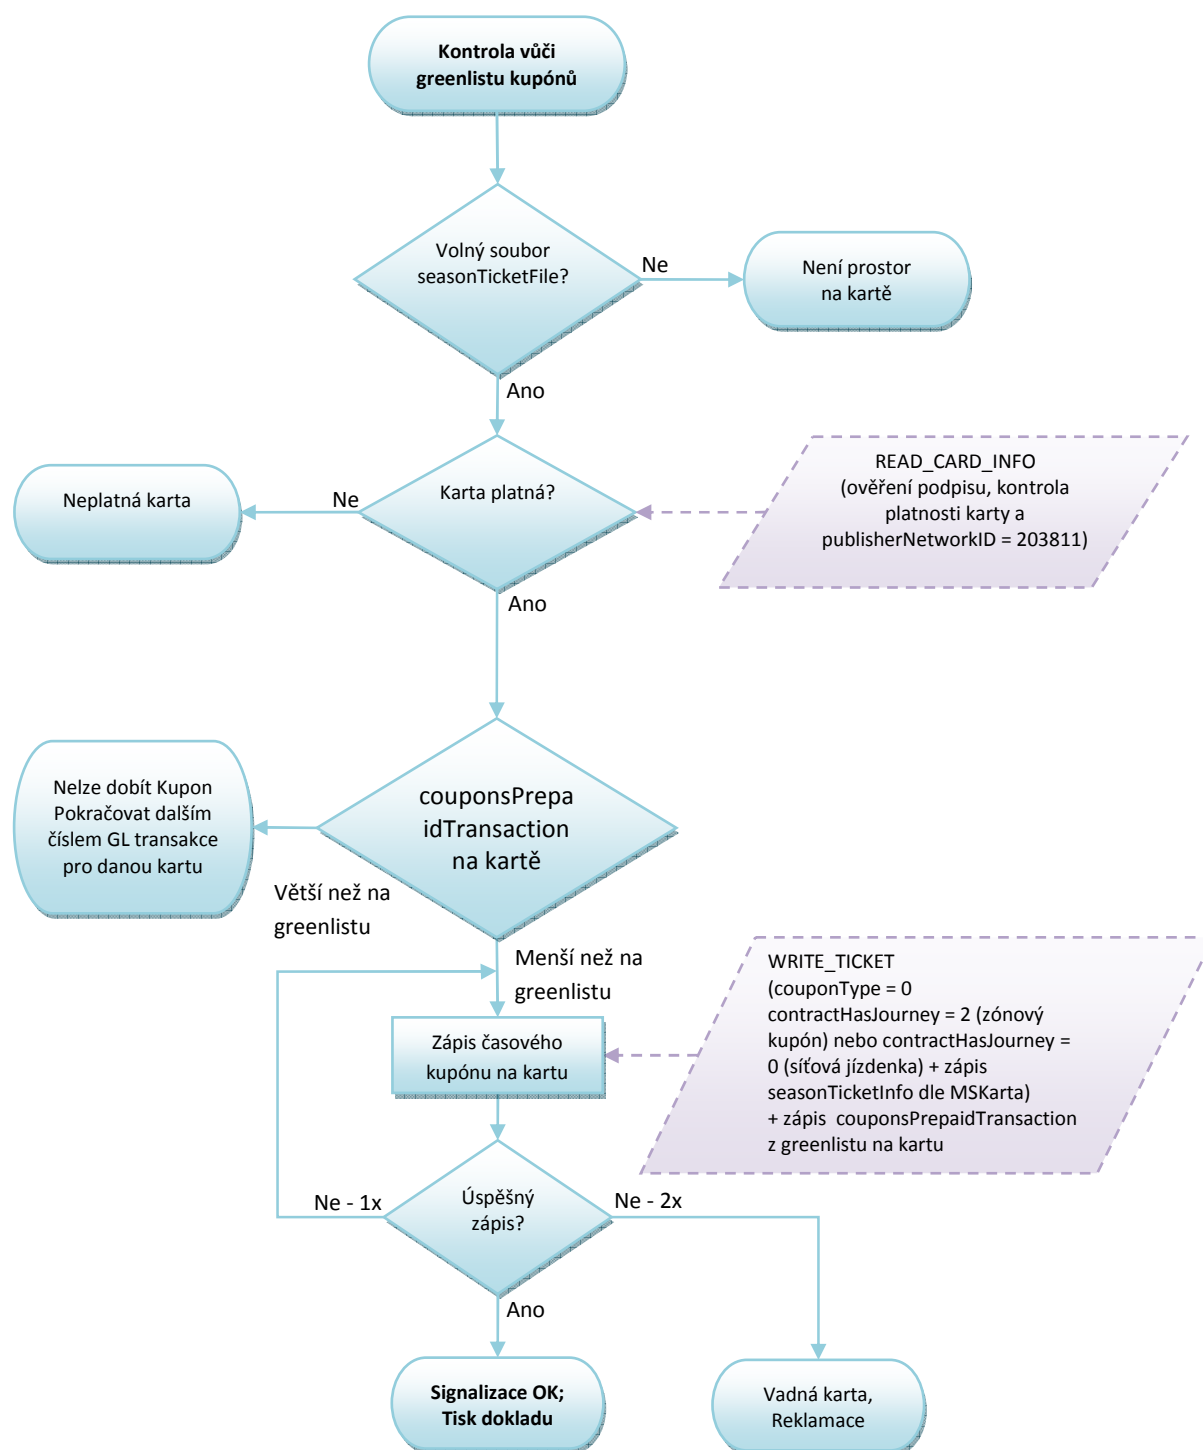 Kontrola vůči
greenlistu kupónů
Volný soubor
seasonTicketFile?
Ne
Není prostor
na kartě
Ano
READ_CARD_INFO
(ověření podpisu, kontrola
platnosti karty a
publisherNetworkID = 203811)
Karta platná?
Ne
Neplatná karta
Ano
couponsPrepa
idTransaction
na kartě
Nelze dobít Kupon
Pokračovat dalším
číslem GL transakce
pro danou kartu
Větší než na
greenlistu
Menší než na
greenlistu
WRITE_TICKET
(couponType = 0
contractHasJourney = 2 (zónový
kupón) nebo contractHasJourney =
0 (síťová jízdenka) + zápis
seasonTicketInfo dle MSKarta)
+ zápis  couponsPrepaidTransaction
z greenlistu na kartu
Zápis časového
kupónu na kartu
Úspěšný
zápis?
Ne - 1x
Ne - 2x
Ano
Signalizace OK;
Tisk dokladu
Vadná karta,
Reklamace